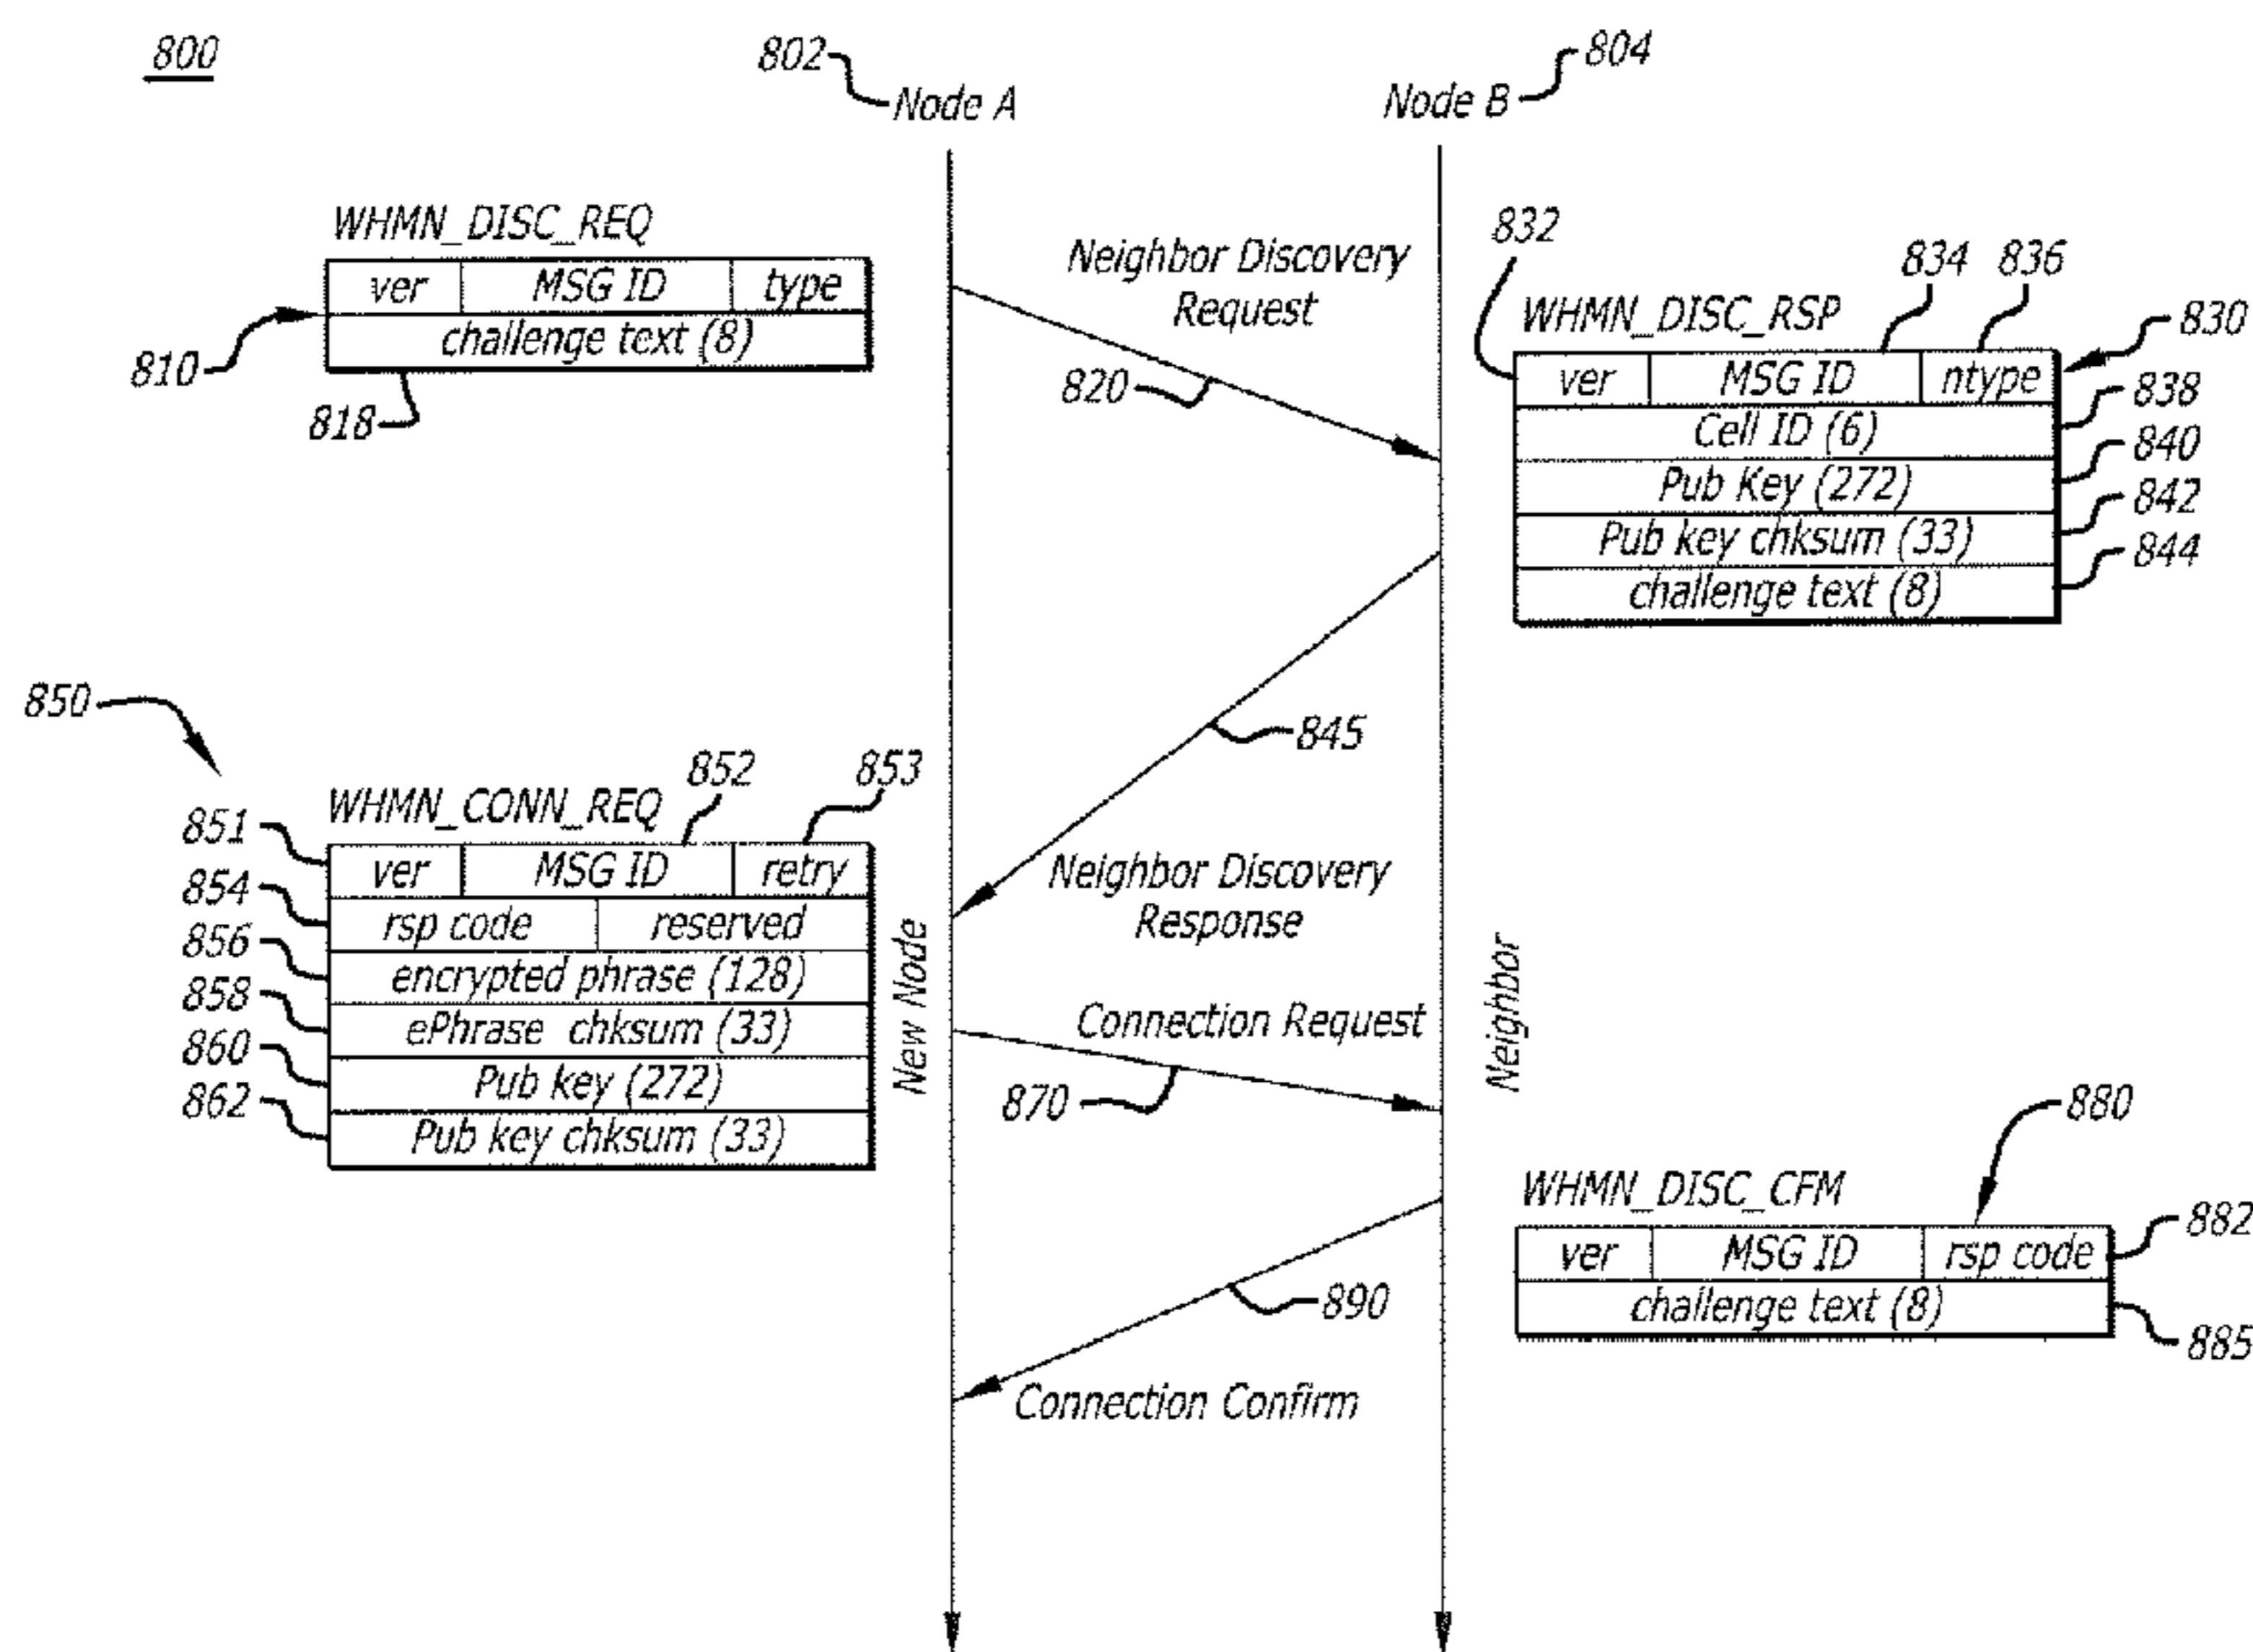 800
802
Node A
804
Node B
WHMN_DISC_REQ
ver MSG ID type
challenge text (8)
810
818
Neighbor Discovery
Request
820
832
834
836
WHMN_DISC_RSP
830
ver MSG ID ntype
Cell ID (6)
838
Pub Key (272)
840
Pub key chksum (33)
842
challenge text (8)
844
845
Neighbor Discovery
Response
850
852
853
WHMN_CONN_REQ
851
ver MSG ID retry
854
rsp code reserved
856
encrypted phrase (128)
858
ePhrase chksum (33)
860
Pub key (272)
862
Pub key chksum (33)
New Node
Connection Request
870
Neighbor
880
WHMN_DISC_CFM
ver MSG ID rsp code
882
challenge text (8)
885
890
Connection Confirm